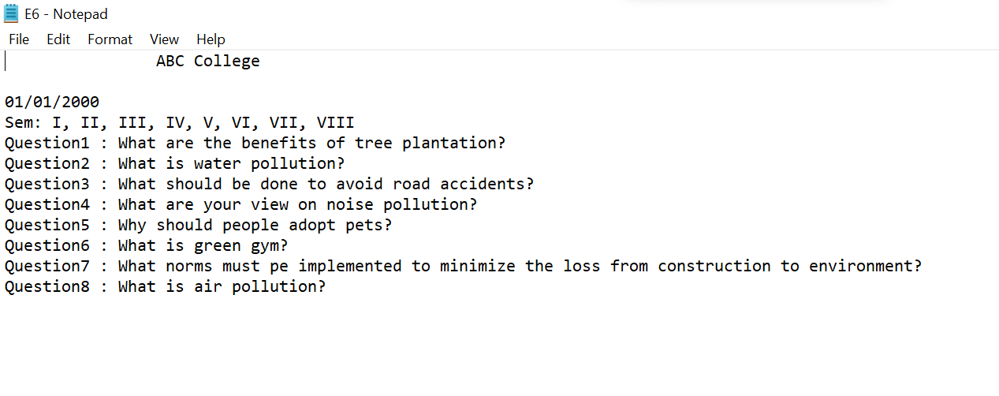 E6 - Notepad
File Edit Format View Help
ABC College
01/01/2000
Sem: I, II, III, IV, V, VI, VII, VIII
Question1 : What are the benefits of tree plantation?
Question2 : What is water pollution?
Question3 : What should be done to avoid road accidents?
Question4 : What are your view on noise pollution?
Question5 : Why should people adopt pets?
Question6 : What is green gym?
Question7 : What norms must pe implemented to minimize the loss from construction to environment?
Question8 : What is air pollution?